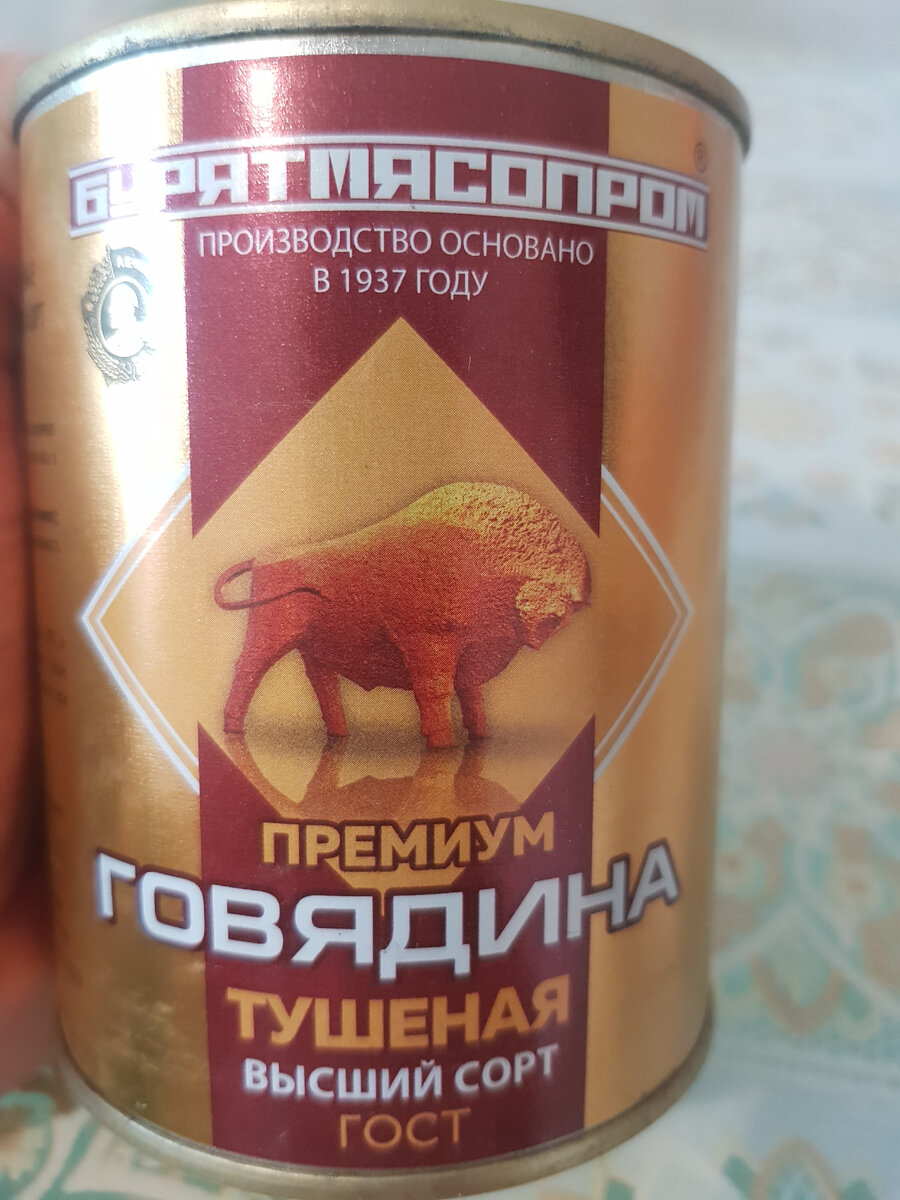 БУРЯТМЯСОПРОМ®
ПРОИЗВОДСТВО ОСНОВАНО
В 1937 ГОДУ
ПРЕМИУМ
ГОВЯДИНА
ТУШЕНАЯ
ВЫСШИЙ СОРТ
ГОСТ